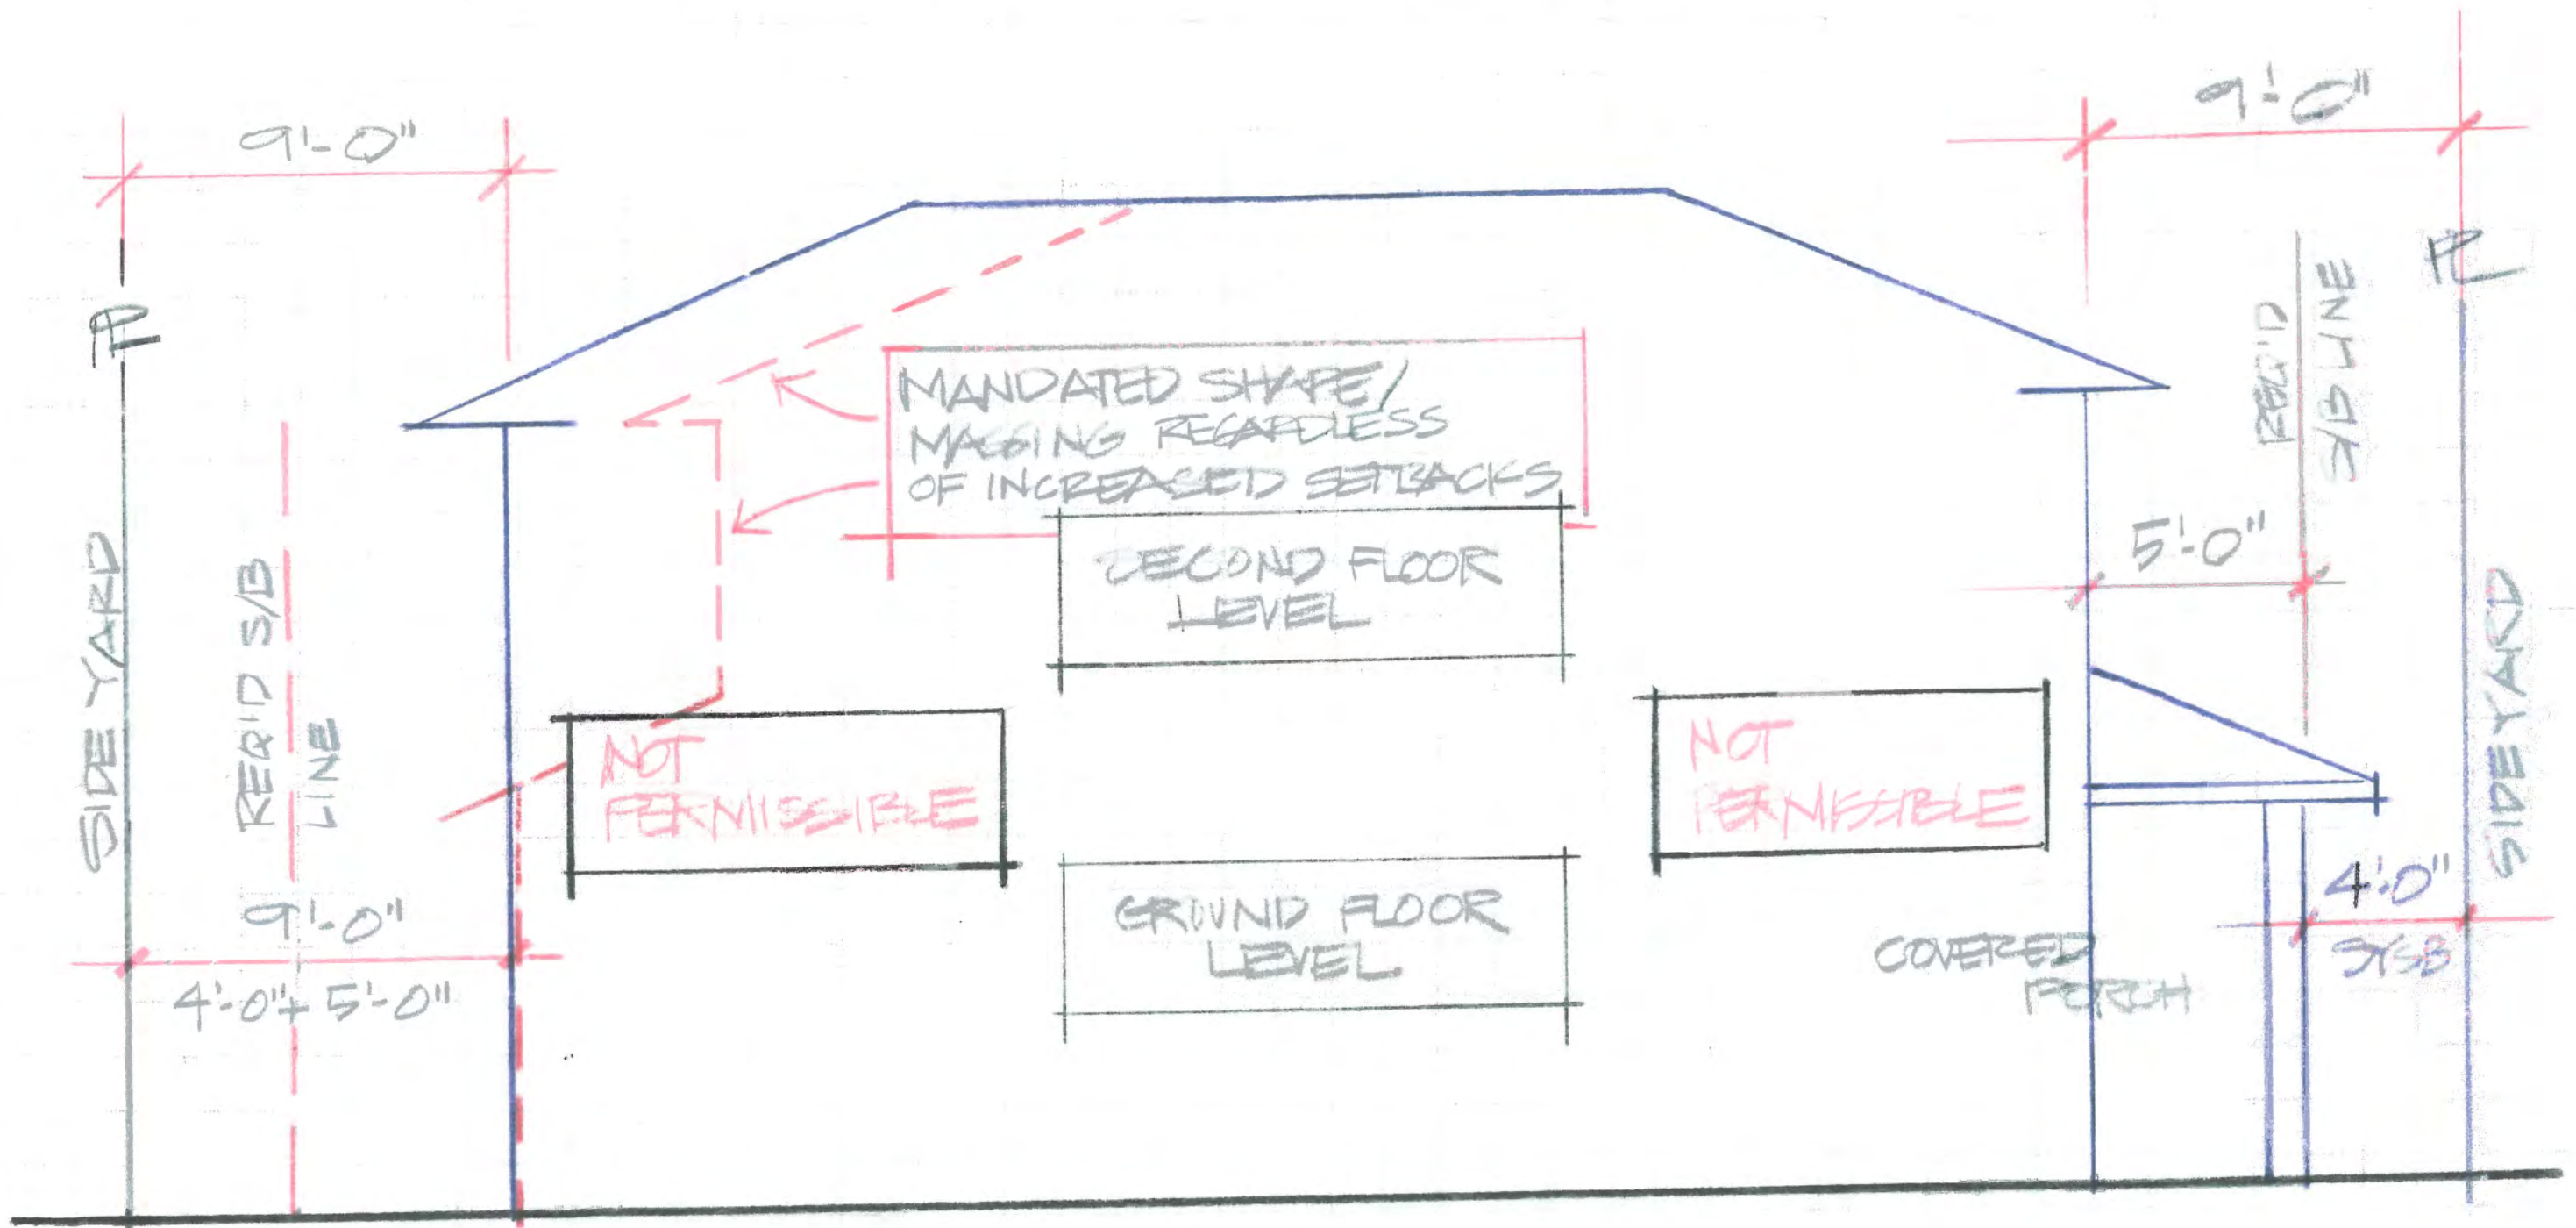 9'-0"
9'-0"
PL
PL
REQ'D
S/B LINE
MANDATED SHAPE/
MASSING REGARDLESS
OF INCREASED SETBACKS
5'-0"
SECOND FLOOR
LEVEL
SIDE YARD
REQ'D S/B
LINE
NOT
PERMISSIBLE
NOT
PERMISSIBLE
SIDE YARD
9'-0"
4'-0"+ 5'-0"
GROUND FLOOR
LEVEL
COVERED
PORCH
4'-0"
SYSB